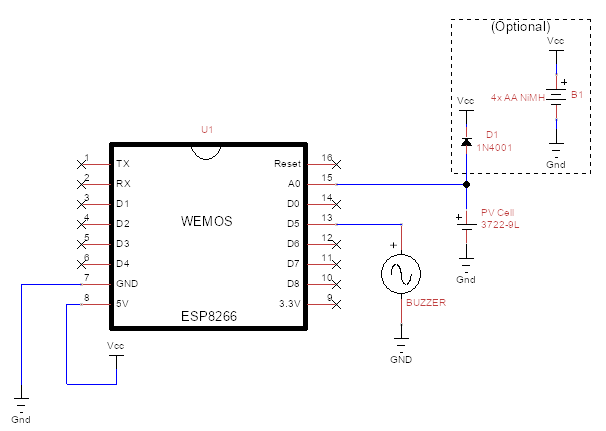 (Optional)
Vcc
4x AA NiMH
B1
Vcc
D1
1N4001
Gnd
U1
1
TX
Reset
16
2
RX
A0
15
3
D1
D0
14
4
D2
WEMOS
D5
13
5
D3
D6
12
6
D4
D7
11
7
GND
D8
10
8
5V
3.3V
9
ESP8266
PV Cell
3722-9L
Gnd
BUZZER
GND
Vcc
Gnd